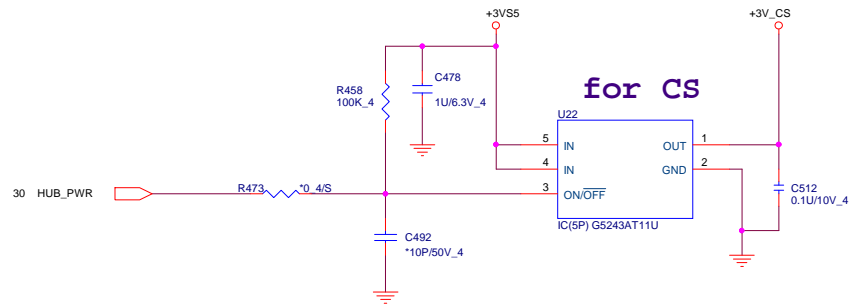 +3VS5
+3V_CS
R458
100K_4
C478
1U/6.3V_4
for CS
U22
5
IN
OUT
1
4
IN
GND
2
3
ON/OFF
30 HUB_PWR
R473
*0_4/S
C512
0.1U/10V_4
IC(5P) G5243AT11U
C492
*10P/50V_4